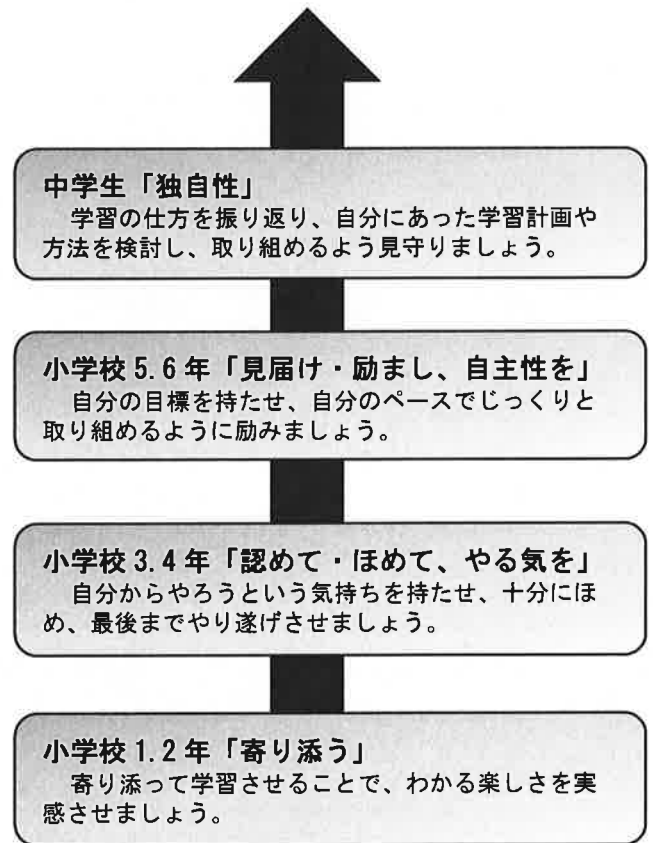 中学生「独自性」
学習の仕方を振り返り、自分にあった学習計画や
方法を検討し、取り組めるよう見守りましょう。
小学校 5.6 年「見届け・励まし、自主性を」
自分の目標を持たせ、自分のペースでじっくりと
取り組めるように励みましょう。
小学校 3.4 年「認めて・ほめて、やる気を」
自分からやろうという気持ちを持たせ、十分にほ
め、最後までやり遂げさせましょう。
小学校 1.2 年「寄り添う」
寄り添って学習させることで、わかる楽しさを実
感させましょう。